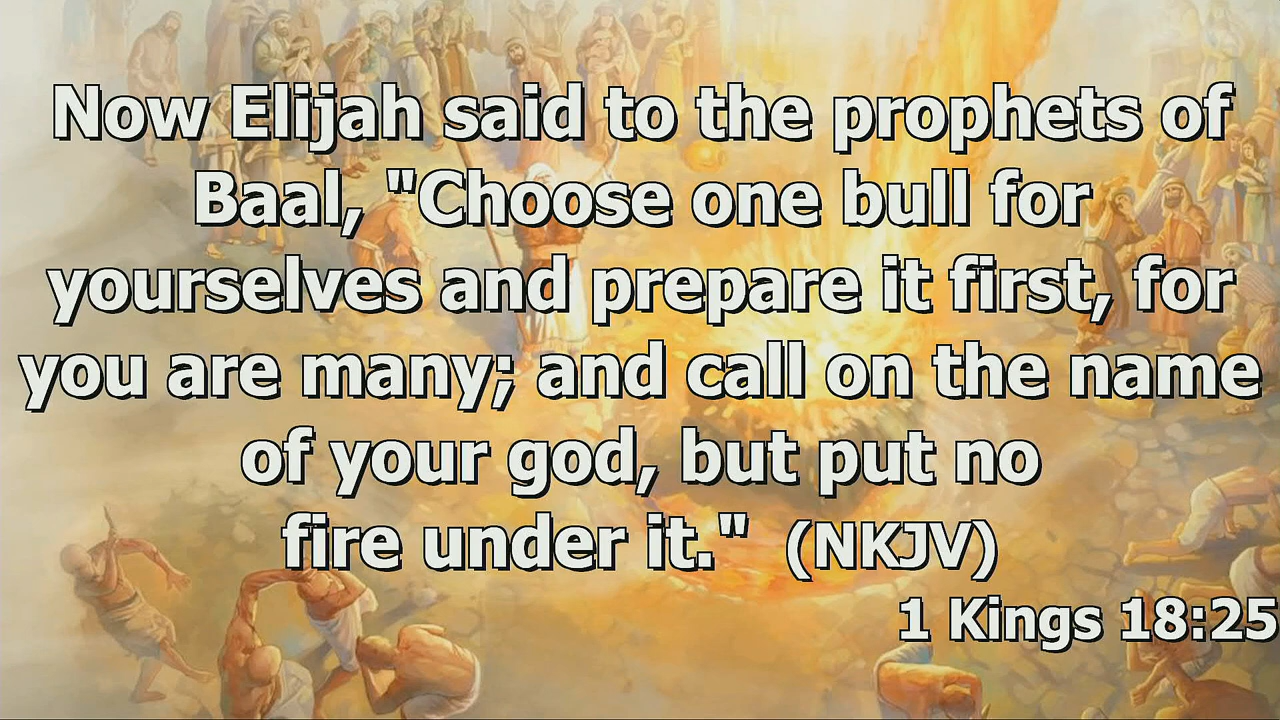 Now Elijah said to the prophets of
Baal, "Choose one bull for
yourselves and prepare it first, for
you are many; and call on the name
of your god, but put no
fire under it." (NKJV)
1 Kings 18:25